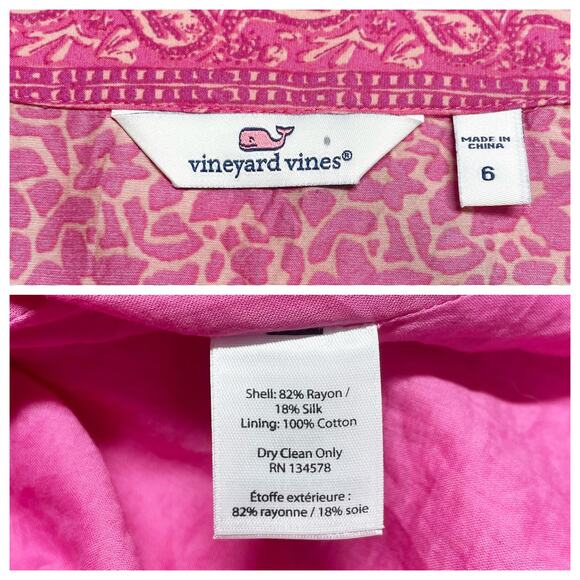 vineyard vines®
MADE IN
CHINA
6
Shell: 82% Rayon /
18% Silk
Lining: 100% Cotton
Dry Clean Only
RN 134578
Étoffe extérieure :
82% rayonne / 18% soie